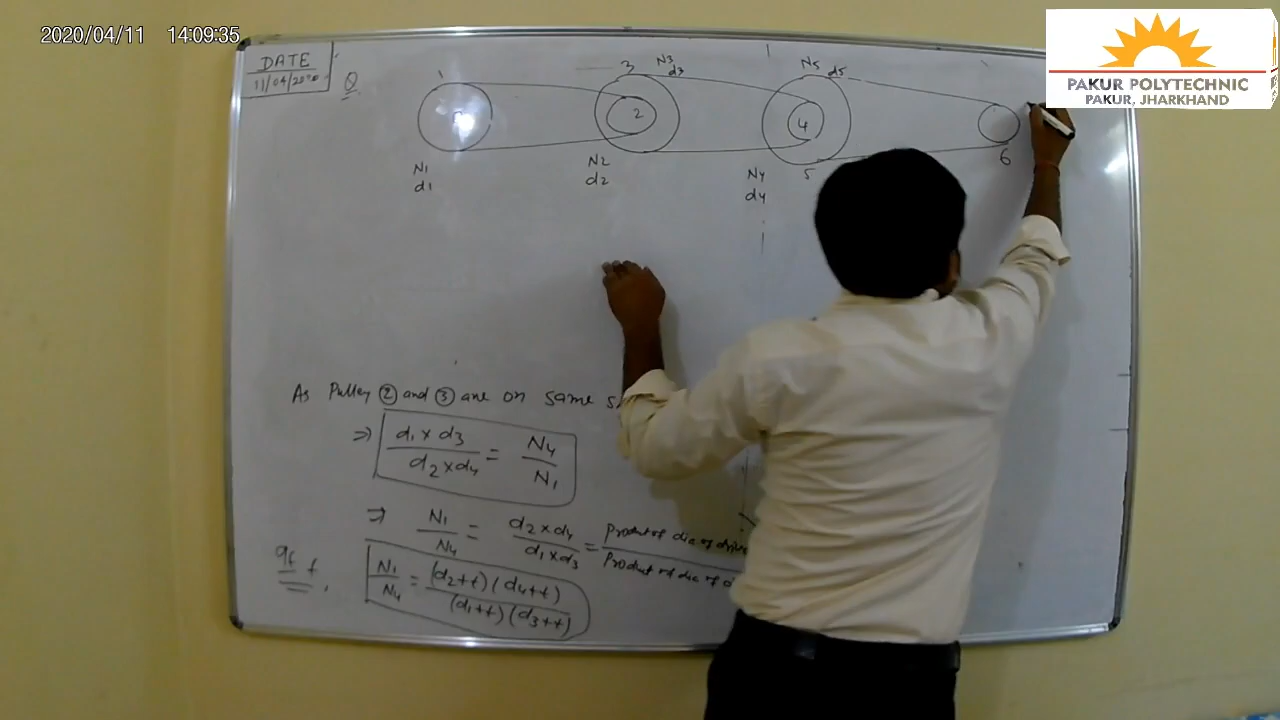 2020/04/11 14:09:35
PAKUR POLYTECHNIC
PAKUR, JHARKHAND
DATE
11/04/2020
Q
1
3 N3 d3
N5 d5
2
4
N1
d1
N2
d2
N4
d4
5
6
As Pulley ② and ③ are on same
⇒ d1 × d3 / d2 × d4 = N4 / N1
⇒ N1 / N4 = d2 × d4 / d1 × d3 = Product of dia of / Product of dia of
If t
N1 / N4 = (d2+t) (d4+t) / (d1+t) (d3+t)